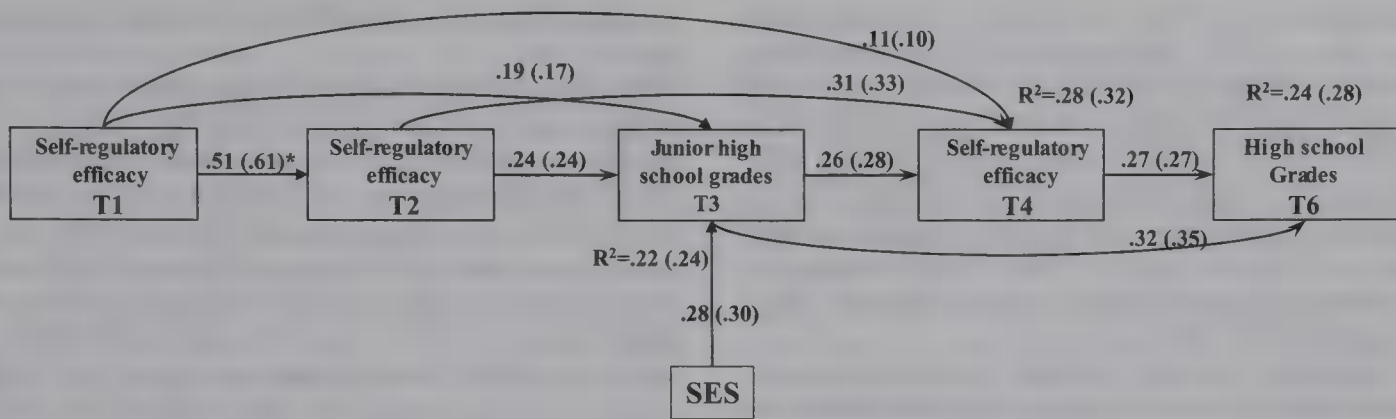 .11(.10)
.19 (.17)
.31 (.33)
R²=.28 (.32)
R²=.24 (.28)
Self-regulatory
efficacy
T1
.51 (.61)*
Self-regulatory
efficacy
T2
.24 (.24)
Junior high
school grades
T3
.26 (.28)
Self-regulatory
efficacy
T4
.27 (.27)
High school
Grades
T6
R²=.22 (.24)
.32 (.35)
.28 (.30)
SES